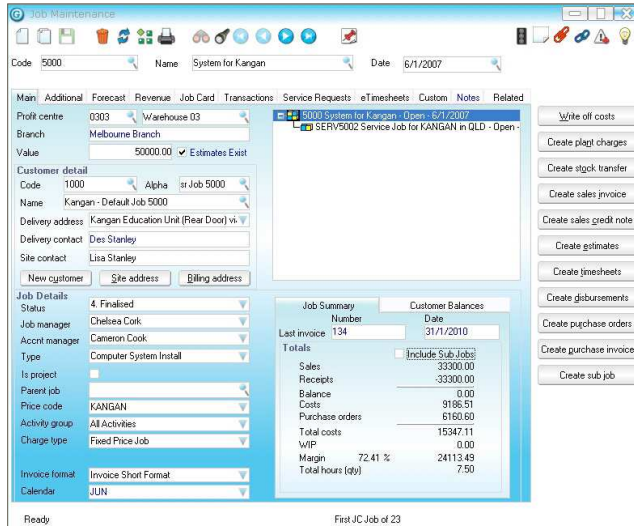 Job Maintenance
Code 5000 Name System for Kangan Date 6/1/2007
Main Additional Forecast Revenue Job Card Transactions Service Requests eTimesheets Custom Notes Related
Profit centre 0303 Warehouse 03
Branch Melbourne Branch
Value 50000.00 Estimates Exist
Customer detail
Code 1000 Alpha sr Job 5000
Name Kangan - Default Job 5000
Delivery address Kangan Education Unit (Rear Door) vi
Delivery contact Des Stanley
Site contact Lisa Stanley
New customer Site address Billing address
Job Details
Status 4. Finalised
Job manager Chelsea Cork
Accnt manager Cameron Cook
Type Computer System Install
Is project
Parent job
Price code KANGAN
Activity group All Activities
Charge type Fixed Price Job
Invoice format Invoice Short Format
Calendar JUN
5000 System for Kangan - Open - 6/1/2007
SERV5002 Service Job for KANGAN in QLD - Open -
Job Summary Customer Balances
Number Date
Last invoice 134 31/1/2010
Totals Include Sub Jobs
Sales 33300.00
Receipts -33300.00
Balance 0.00
Costs 9186.51
Purchase orders 6160.60
Total costs 15347.11
WIP 0.00
Margin 72.41 % 24113.49
Total hours (qty) 7.50
Write off costs
Create plant charges
Create stock transfer
Create sales invoice
Create sales credit note
Create estimates
Create timesheets
Create disbursements
Create purchase orders
Create purchase invoice
Create sub job
Ready First JC Job of 23